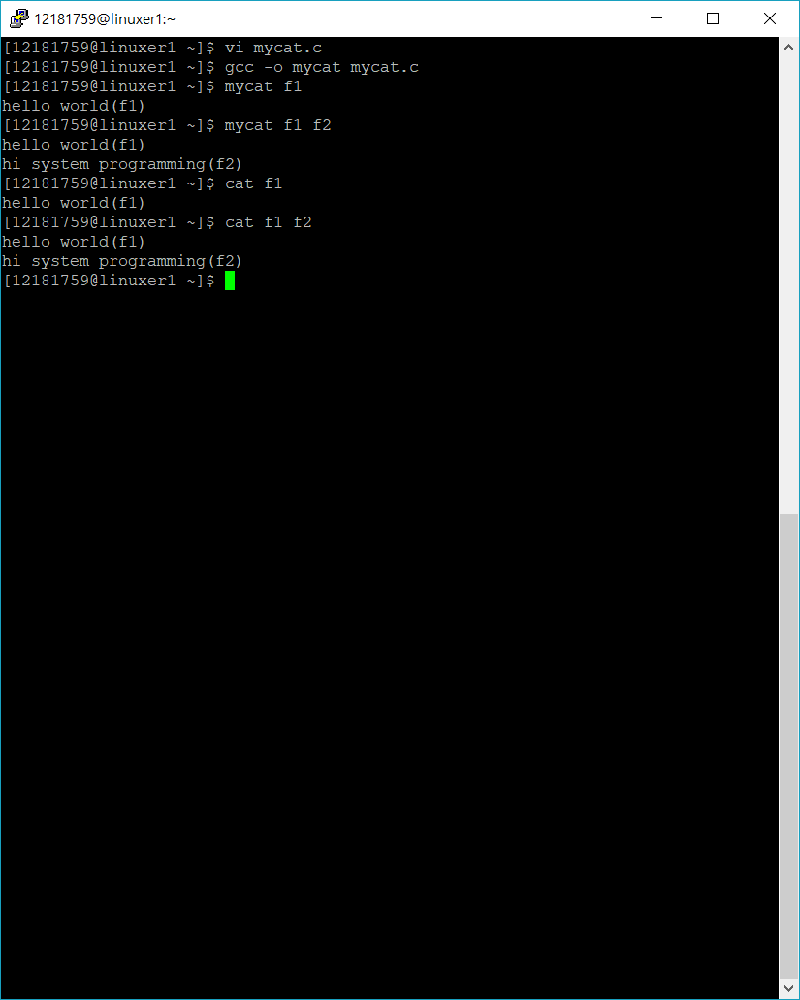 12181759@linuxer1:~
[12181759@linuxer1 ~]$ vi mycat.c
[12181759@linuxer1 ~]$ gcc -o mycat mycat.c
[12181759@linuxer1 ~]$ mycat f1
hello world(f1)
[12181759@linuxer1 ~]$ mycat f1 f2
hello world(f1)
hi system programming(f2)
[12181759@linuxer1 ~]$ cat f1
hello world(f1)
[12181759@linuxer1 ~]$ cat f1 f2
hello world(f1)
hi system programming(f2)
[12181759@linuxer1 ~]$